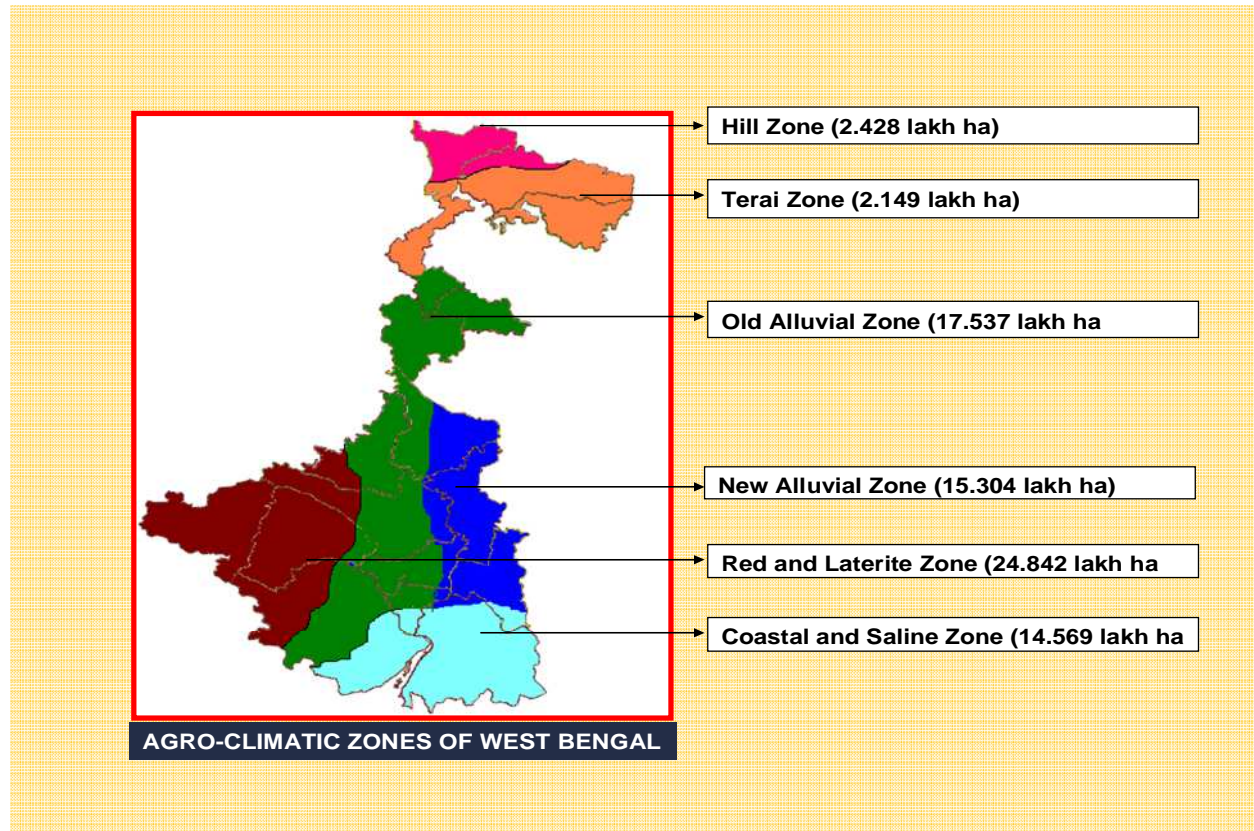 Hill Zone (2.428 lakh ha)
Terai Zone (2.149 lakh ha)
Old Alluvial Zone (17.537 lakh ha
New Alluvial Zone (15.304 lakh ha)
Red and Laterite Zone (24.842 lakh ha
Coastal and Saline Zone (14.569 lakh ha
AGRO-CLIMATIC ZONES OF WEST BENGAL